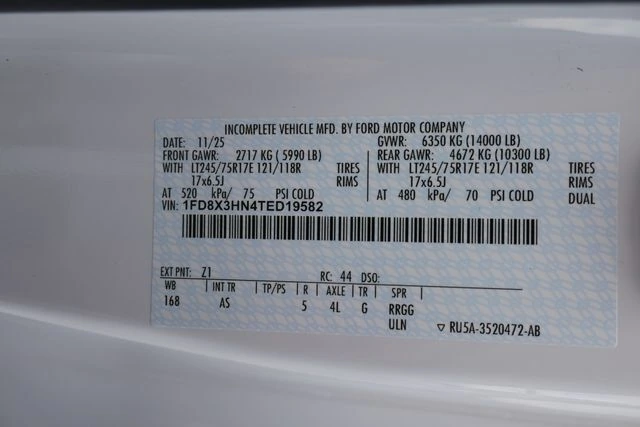 INCOMPLETE VEHICLE MFD. BY FORD MOTOR COMPANY
DATE: 11/25 GVWR: 6350 KG (14000 LB)
FRONT GAWR: 2717 KG ( 5990 LB) REAR GAWR: 4672 KG (10300 LB)
WITH LT245/75R17E 121/118R TIRES WITH LT245/75R17E 121/118R TIRES
17x6.5J RIMS 17x6.5J RIMS
AT 520 kPa/ 75 PSI COLD AT 480 kPa/ 70 PSI COLD DUAL
VIN: 1FD8X3HN4TED19582
EXT PNT: Z1 RC: 44 DSO:
WB INT TR TP/PS R AXLE TR SPR
168 AS 5 4L G RRGG
ULN ▽ RU5A-3520472-AB